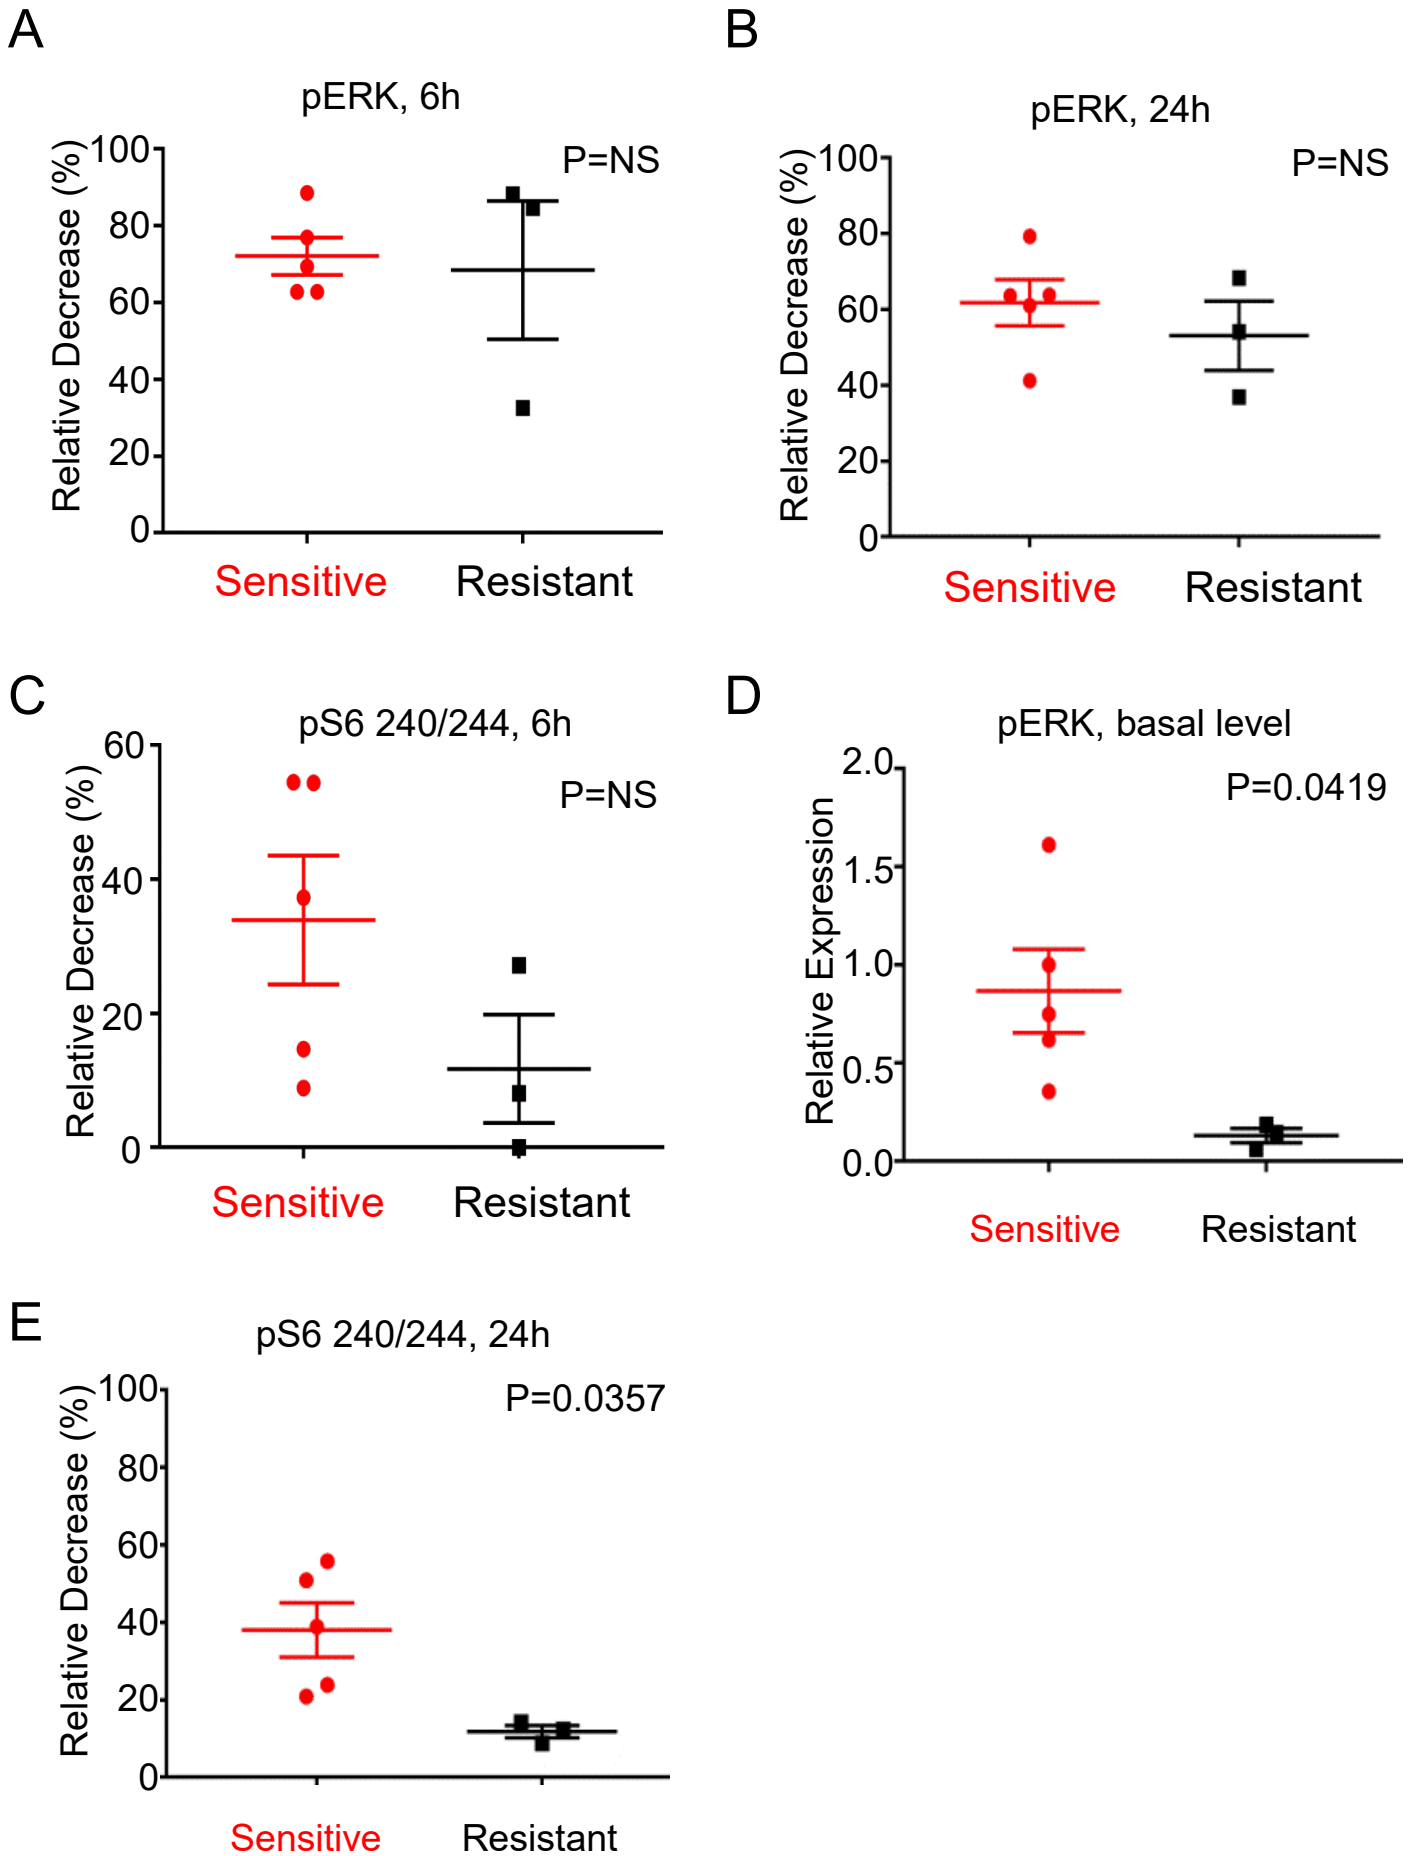 A
pERK, 6h
P=NS
Relative Decrease (%)
100
80
60
40
20
0
Sensitive
Resistant
B
pERK, 24h
P=NS
Relative Decrease (%)
100
80
60
40
20
0
Sensitive
Resistant
C
pS6 240/244, 6h
P=NS
Relative Decrease (%)
60
40
20
0
Sensitive
Resistant
D
pERK, basal level
P=0.0419
Relative Expression
2.0
1.5
1.0
0.5
0.0
Sensitive
Resistant
E
pS6 240/244, 24h
P=0.0357
Relative Decrease (%)
100
80
60
40
20
0
Sensitive
Resistant